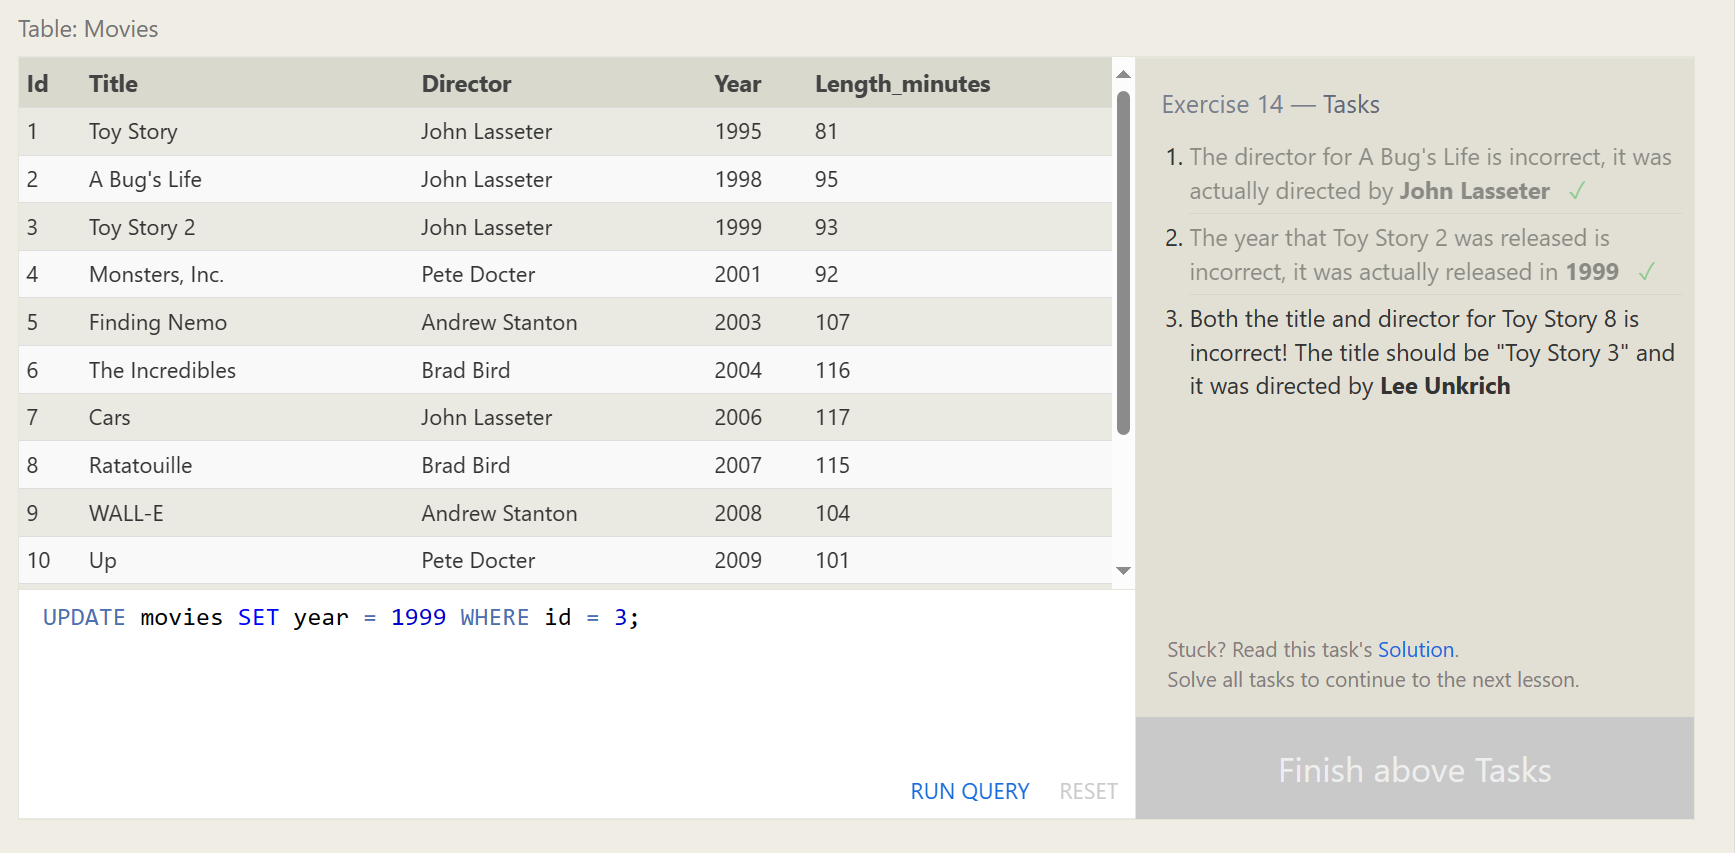 Table: Movies
Id Title Director Year Length_minutes
1 Toy Story John Lasseter 1995 81
2 A Bug's Life John Lasseter 1998 95
3 Toy Story 2 John Lasseter 1999 93
4 Monsters, Inc. Pete Docter 2001 92
5 Finding Nemo Andrew Stanton 2003 107
6 The Incredibles Brad Bird 2004 116
7 Cars John Lasseter 2006 117
8 Ratatouille Brad Bird 2007 115
9 WALL-E Andrew Stanton 2008 104
10 Up Pete Docter 2009 101
UPDATE movies SET year = 1999 WHERE id = 3;
RUN QUERY RESET
Exercise 14 — Tasks
1. The director for A Bug's Life is incorrect, it was
actually directed by John Lasseter ✓
2. The year that Toy Story 2 was released is
incorrect, it was actually released in 1999 ✓
3. Both the title and director for Toy Story 8 is
incorrect! The title should be "Toy Story 3" and
it was directed by Lee Unkrich
Stuck? Read this task's Solution.
Solve all tasks to continue to the next lesson.
Finish above Tasks